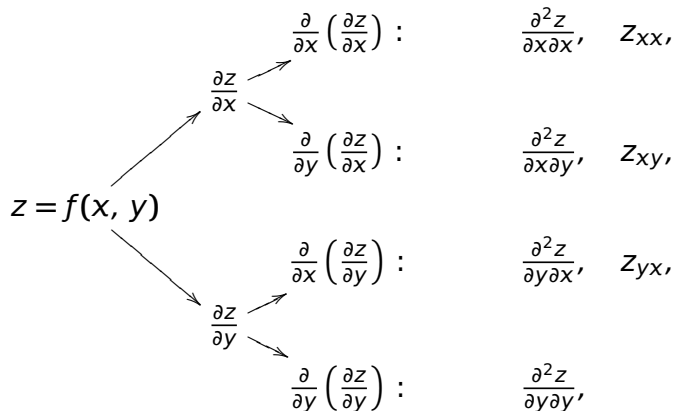 ∂/∂x (∂z/∂x) : ∂²z/∂x∂x, z_xx,
∂z/∂x
∂/∂y (∂z/∂x) : ∂²z/∂x∂y, z_xy,
z = f(x, y)
∂/∂x (∂z/∂y) : ∂²z/∂y∂x, z_yx,
∂z/∂y
∂/∂y (∂z/∂y) : ∂²z/∂y∂y,